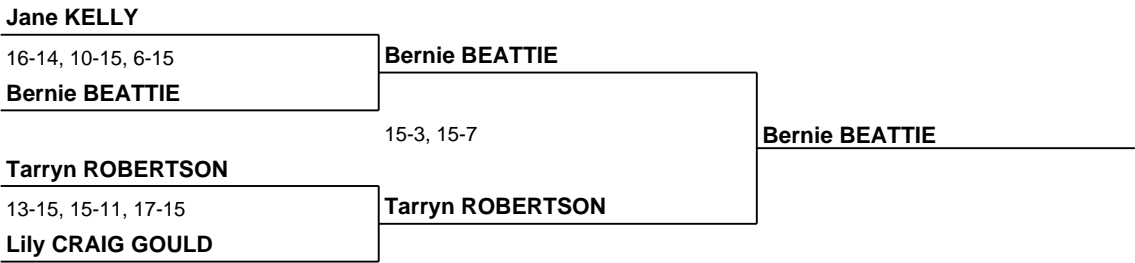 Jane KELLY
16-14, 10-15, 6-15
Bernie BEATTIE
Bernie BEATTIE
15-3, 15-7
Bernie BEATTIE
Tarryn ROBERTSON
13-15, 15-11, 17-15
Tarryn ROBERTSON
Lily CRAIG GOULD